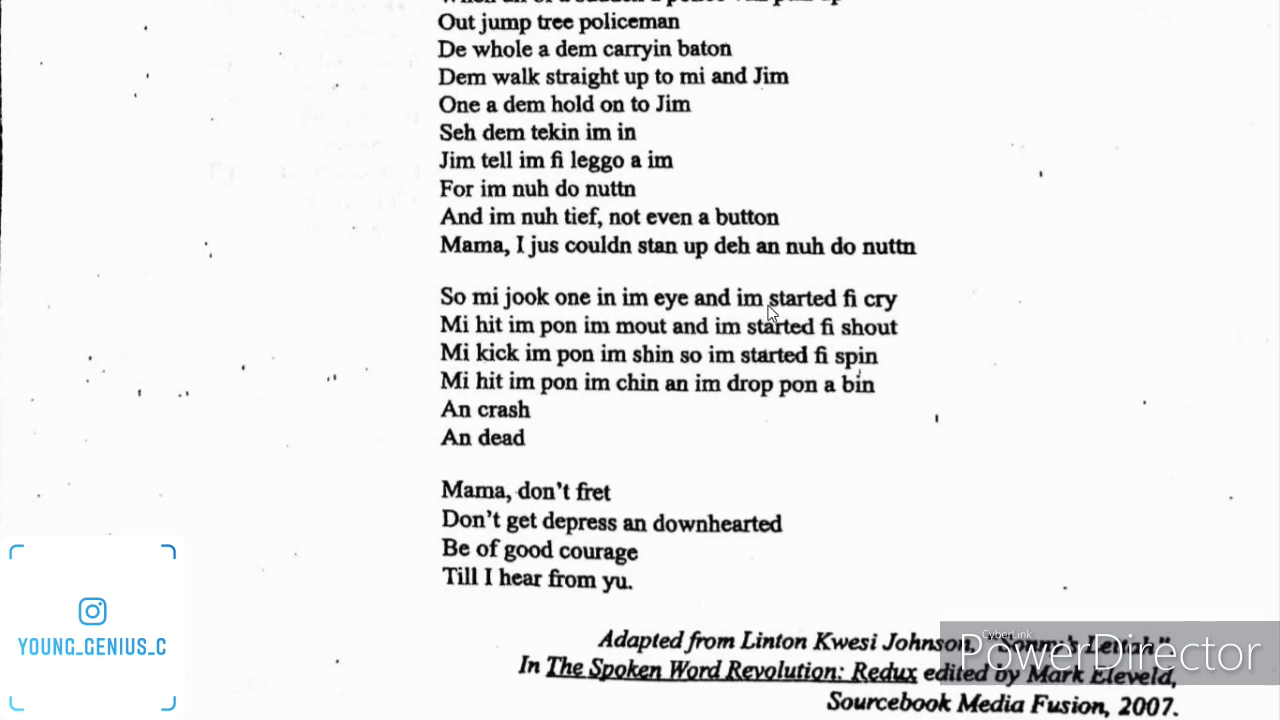 Out jump tree policeman
De whole a dem carryin baton
Dem walk straight up to mi and Jim
One a dem hold on to Jim
Seh dem tekin im in
Jim tell im fi leggo a im
For im nuh do nuttn
And im nuh tief, not even a button
Mama, I jus couldn stan up deh an nuh do nuttn
So mi jook one in im eye and im started fi cry
Mi hit im pon im mout and im started fi shout
Mi kick im pon im shin so im started fi spin
Mi hit im pon im chin an im drop pon a bin
An crash
An dead
Mama, don't fret
Don't get depress an downhearted
Be of good courage
Till I hear from yu.
Adapted from Linton Kwesi Johnson, "Sonny's Lettah".
In The Spoken Word Revolution: Redux edited by Mark Eleveld,
Sourcebook Media Fusion, 2007.
YOUNG_GENIUS_C
CyberLink
PowerDirector